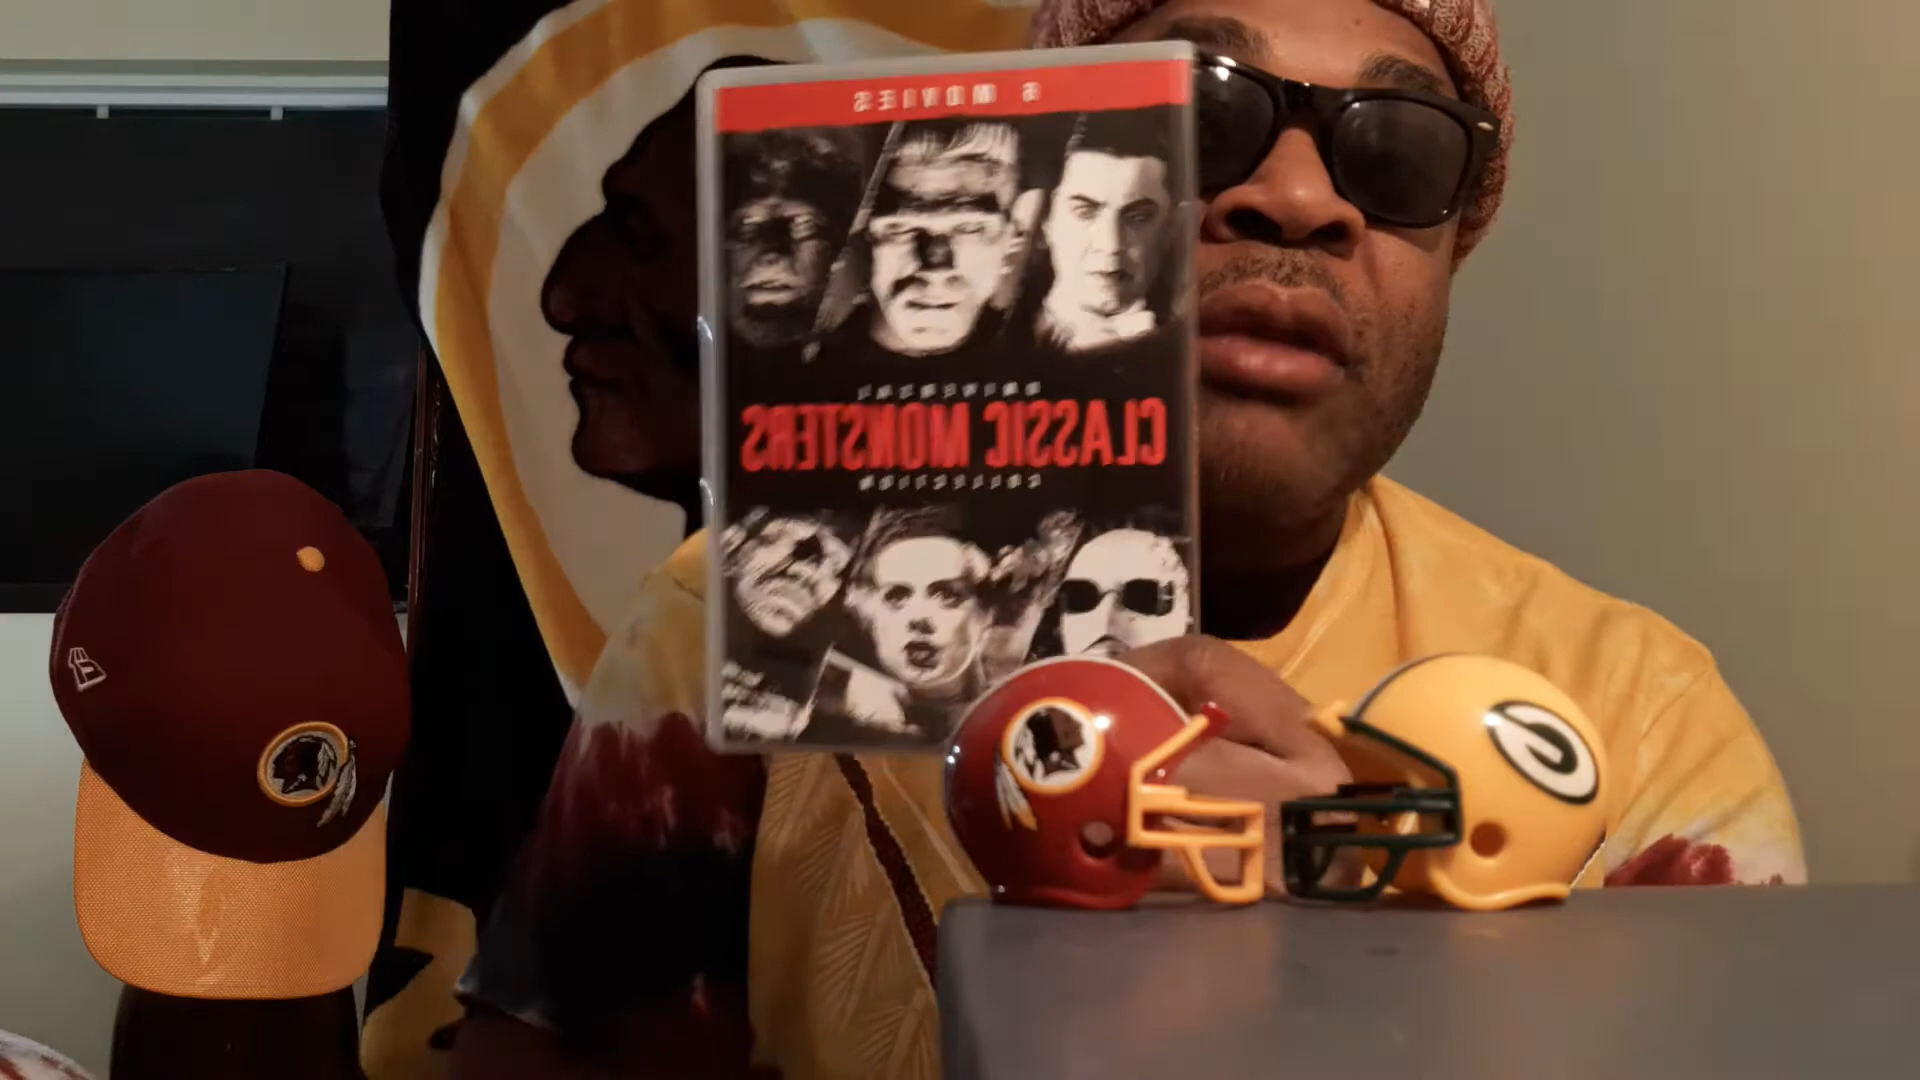 6 MOVIES
UNIVERSAL
CLASSIC MONSTERS
COLLECTION
G